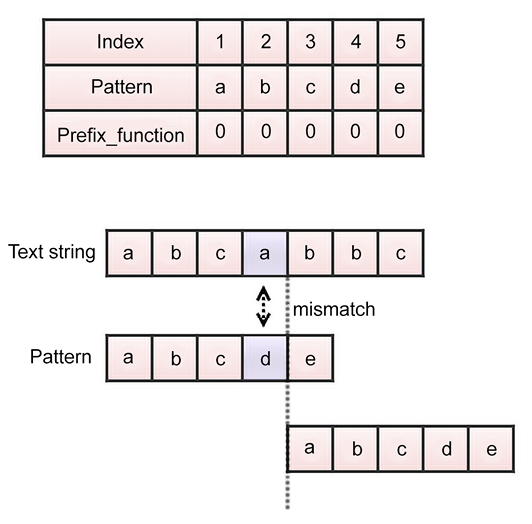 Index 1 2 3 4 5
Pattern a b c d e
Prefix_function 0 0 0 0 0
Text string a b c a b b c
mismatch
Pattern a b c d e
a b c d e